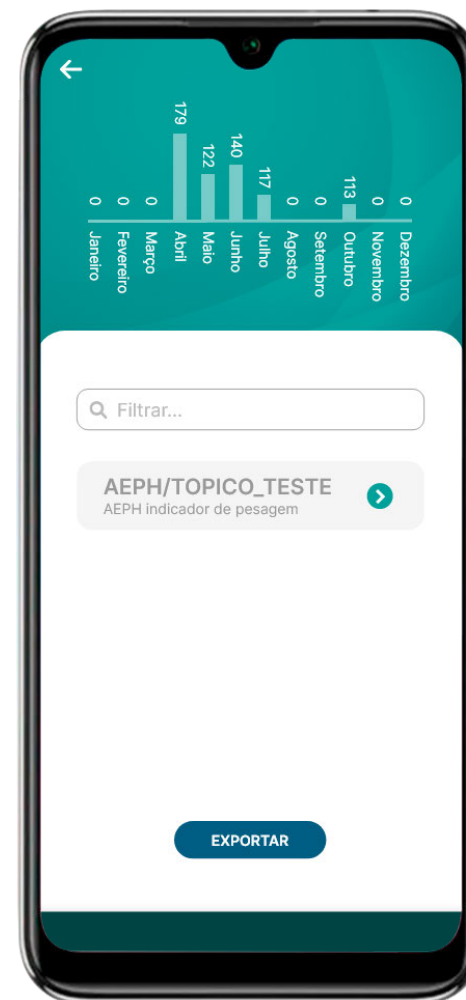 179
122
140
117
113
0
0
0
0
0
0
0
Janeiro
Fevereiro
Março
Abril
Maio
Junho
Julho
Agosto
Setembro
Outubro
Novembro
Dezembro
Filtrar...
AEPH/TOPICO_TESTE
AEPH indicador de pesagem
EXPORTAR